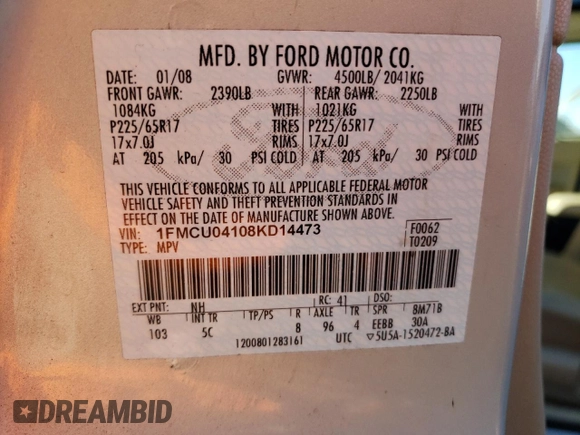 MFD. BY FORD MOTOR CO.
DATE: 01/08 GVWR: 4500LB/ 2041KG
FRONT GAWR: 2390LB REAR GAWR: 2250LB
1084KG WITH 1021KG WITH
P225/65R17 TIRES P225/65R17 TIRES
17x7.0J RIMS 17x7.0J RIMS
AT 205 kPa/ 30 PSI COLD AT 205 kPa/ 30 PSI COLD
THIS VEHICLE CONFORMS TO ALL APPLICABLE FEDERAL MOTOR
VEHICLE SAFETY AND THEFT PREVENTION STANDARDS IN
EFFECT ON THE DATE OF MANUFACTURE SHOWN ABOVE.
VIN: 1FMCU04108KD14473 F0062
TYPE: MPV T0209
EXT PNT: NH RC: 41 DSO:
WB INT TR TP/PS R AXLE TR SPR 8M71B
103 5C 8 96 4 EEBB 30A
1200801283161 UTC ▽5U5A-1520472-BA
DREAMBID